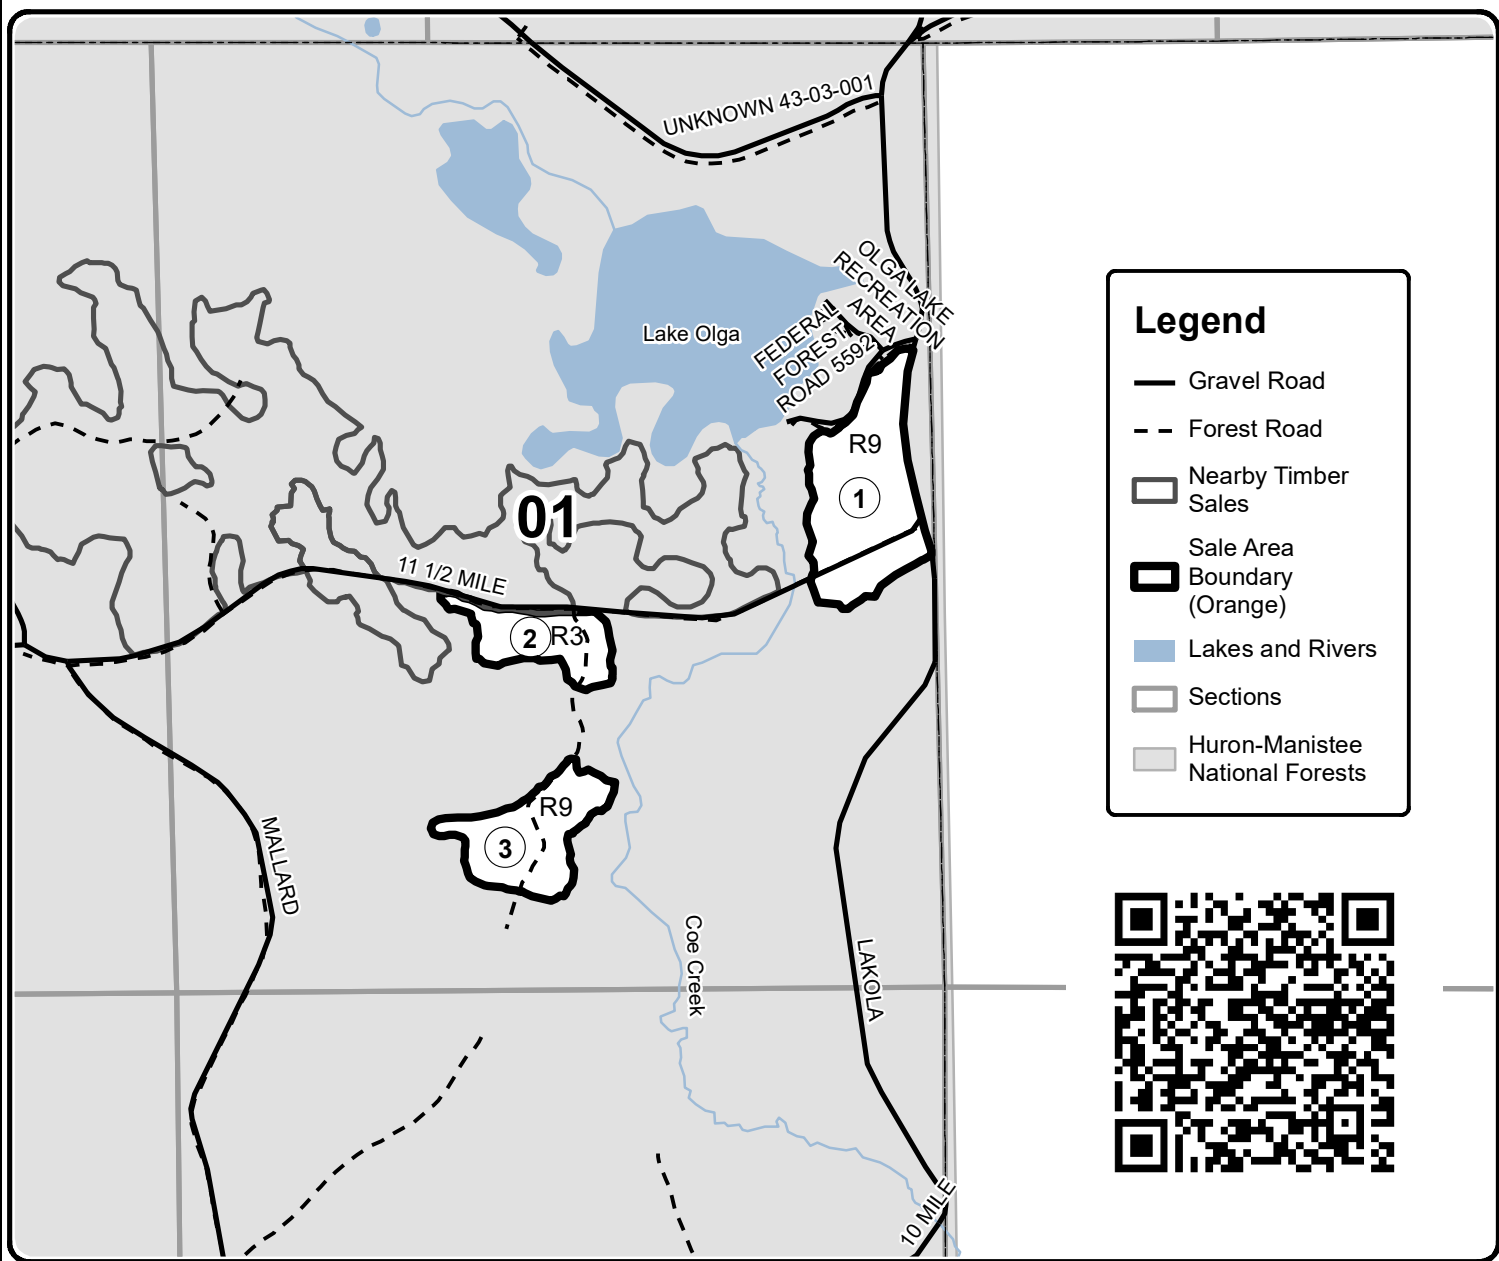 UNKNOWN 43-03-001
OLGA LAKE
RECREATION
AREA
FEDERAL
FOREST
ROAD 5592
Lake Olga
R9
1
01
11 1/2 MILE
2
R3
R9
3
MALLARD
Coe Creek
LAKOLA
10 MILE
Legend
Gravel Road
Forest Road
Nearby Timber
Sales
Sale Area
Boundary
(Orange)
Lakes and Rivers
Sections
Huron-Manistee
National Forests